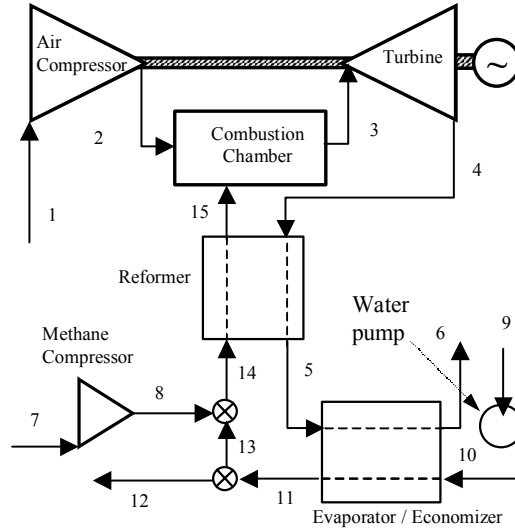 Air
Compressor
Turbine
~
2
Combustion
Chamber
3
4
1
15
Reformer
Water
pump
9
6
Methane
Compressor
14
5
8
7
13
10
12
11
Evaporator / Economizer